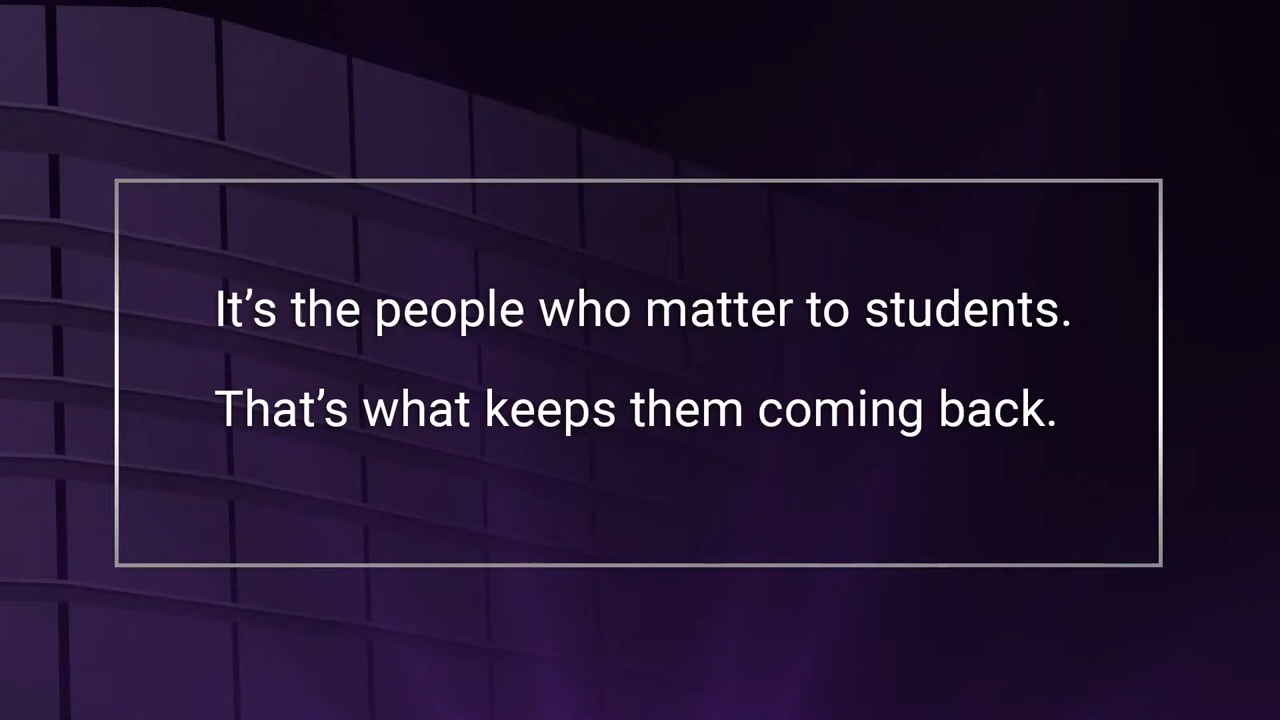 It’s the people who matter to students.
That’s what keeps them coming back.